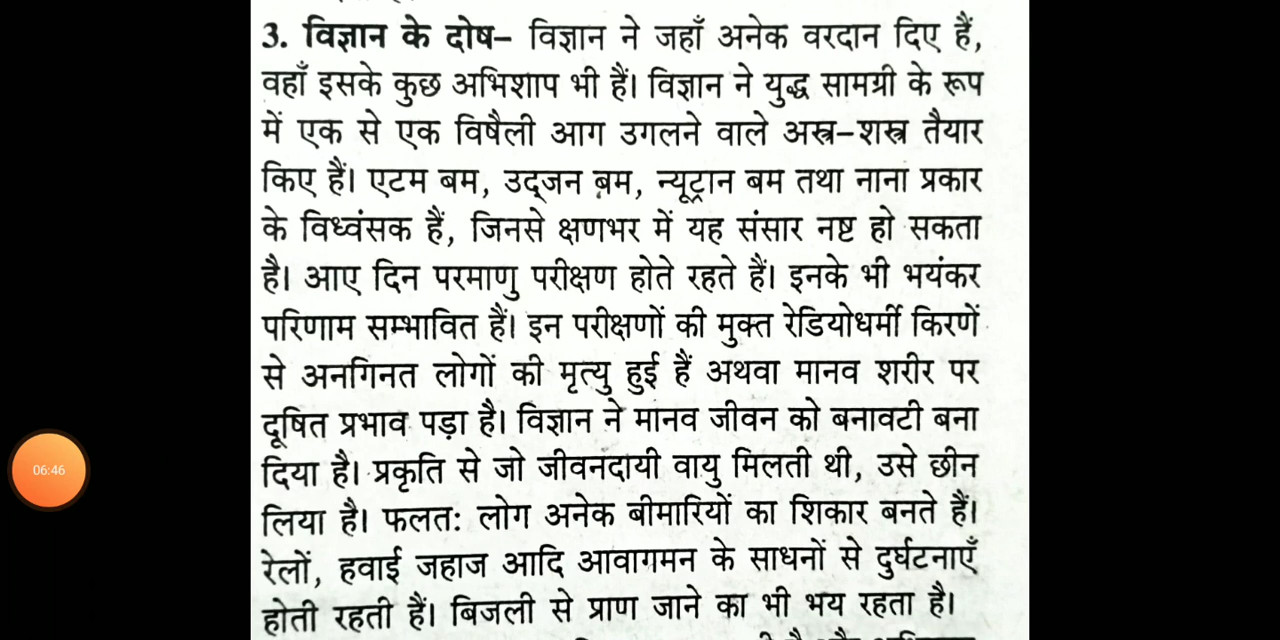 3. विज्ञान के दोष– विज्ञान ने जहाँ अनेक वरदान दिए हैं,
वहाँ इसके कुछ अभिशाप भी हैं। विज्ञान ने युद्ध सामग्री के रूप
में एक से एक विषैली आग उगलने वाले अस्त्र–शस्त्र तैयार
किए हैं। एटम बम, उद्जन बम, न्यूट्रान बम तथा नाना प्रकार
के विध्वंसक हैं, जिनसे क्षणभर में यह संसार नष्ट हो सकता
है। आए दिन परमाणु परीक्षण होते रहते हैं। इनके भी भयंकर
परिणाम सम्भावित हैं। इन परीक्षणों की मुक्त रेडियोधर्मी किरणें
से अनगिनत लोगों की मृत्यु हुई हैं अथवा मानव शरीर पर
दूषित प्रभाव पड़ा है। विज्ञान ने मानव जीवन को बनावटी बना
दिया है। प्रकृति से जो जीवनदायी वायु मिलती थी, उसे छीन
06:46
लिया है। फलतः लोग अनेक बीमारियों का शिकार बनते हैं।
रेलों, हवाई जहाज आदि आवागमन के साधनों से दुर्घटनाएँ
होती रहती हैं। बिजली से प्राण जाने का भी भय रहता है।